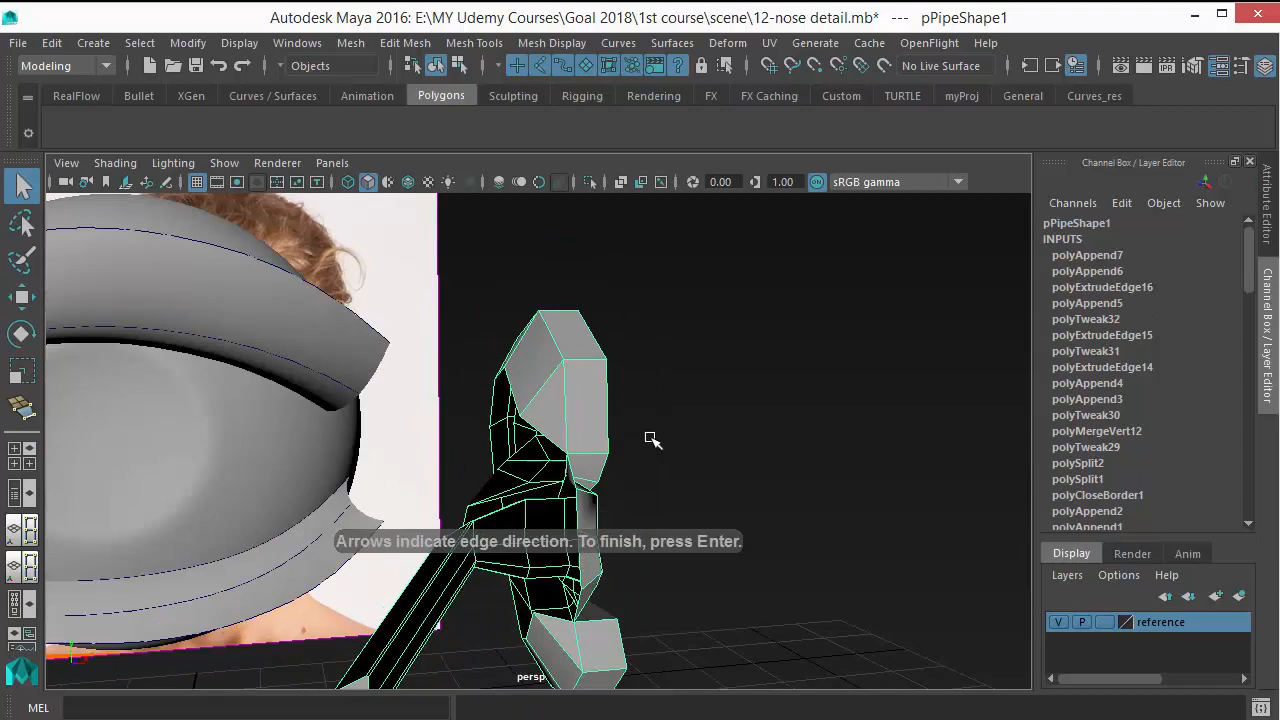 Autodesk Maya 2016: E:\MY Udemy Courses\Goal 2018\1st course\scene\12-nose detail.mb* --- pPipeShape1
File Edit Create Select Modify Display Windows Mesh Edit Mesh Mesh Tools Mesh Display Curves Surfaces Deform UV Generate Cache OpenFlight Help
Modeling Objects No Live Surface
RealFlow Bullet XGen Curves / Surfaces Animation Polygons Sculpting Rigging Rendering FX FX Caching Custom TURTLE myProj General Curves_res
View Shading Lighting Show Renderer Panels
0.00 1.00 sRGB gamma
Channel Box / Layer Editor
Channels Edit Object Show
pPipeShape1
INPUTS
polyAppend7
polyAppend6
polyExtrudeEdge16
polyAppend5
polyTweak32
polyExtrudeEdge15
polyTweak31
polyExtrudeEdge14
polyAppend4
polyAppend3
polyTweak30
polyMergeVert12
polyTweak29
polySplit2
polySplit1
polyCloseBorder1
polyAppend2
polyAppend1
Attribute Editor
Channel Box / Layer Editor
Arrows indicate edge direction. To finish, press Enter.
Display Render Anim
Layers Options Help
V P reference
persp
MEL